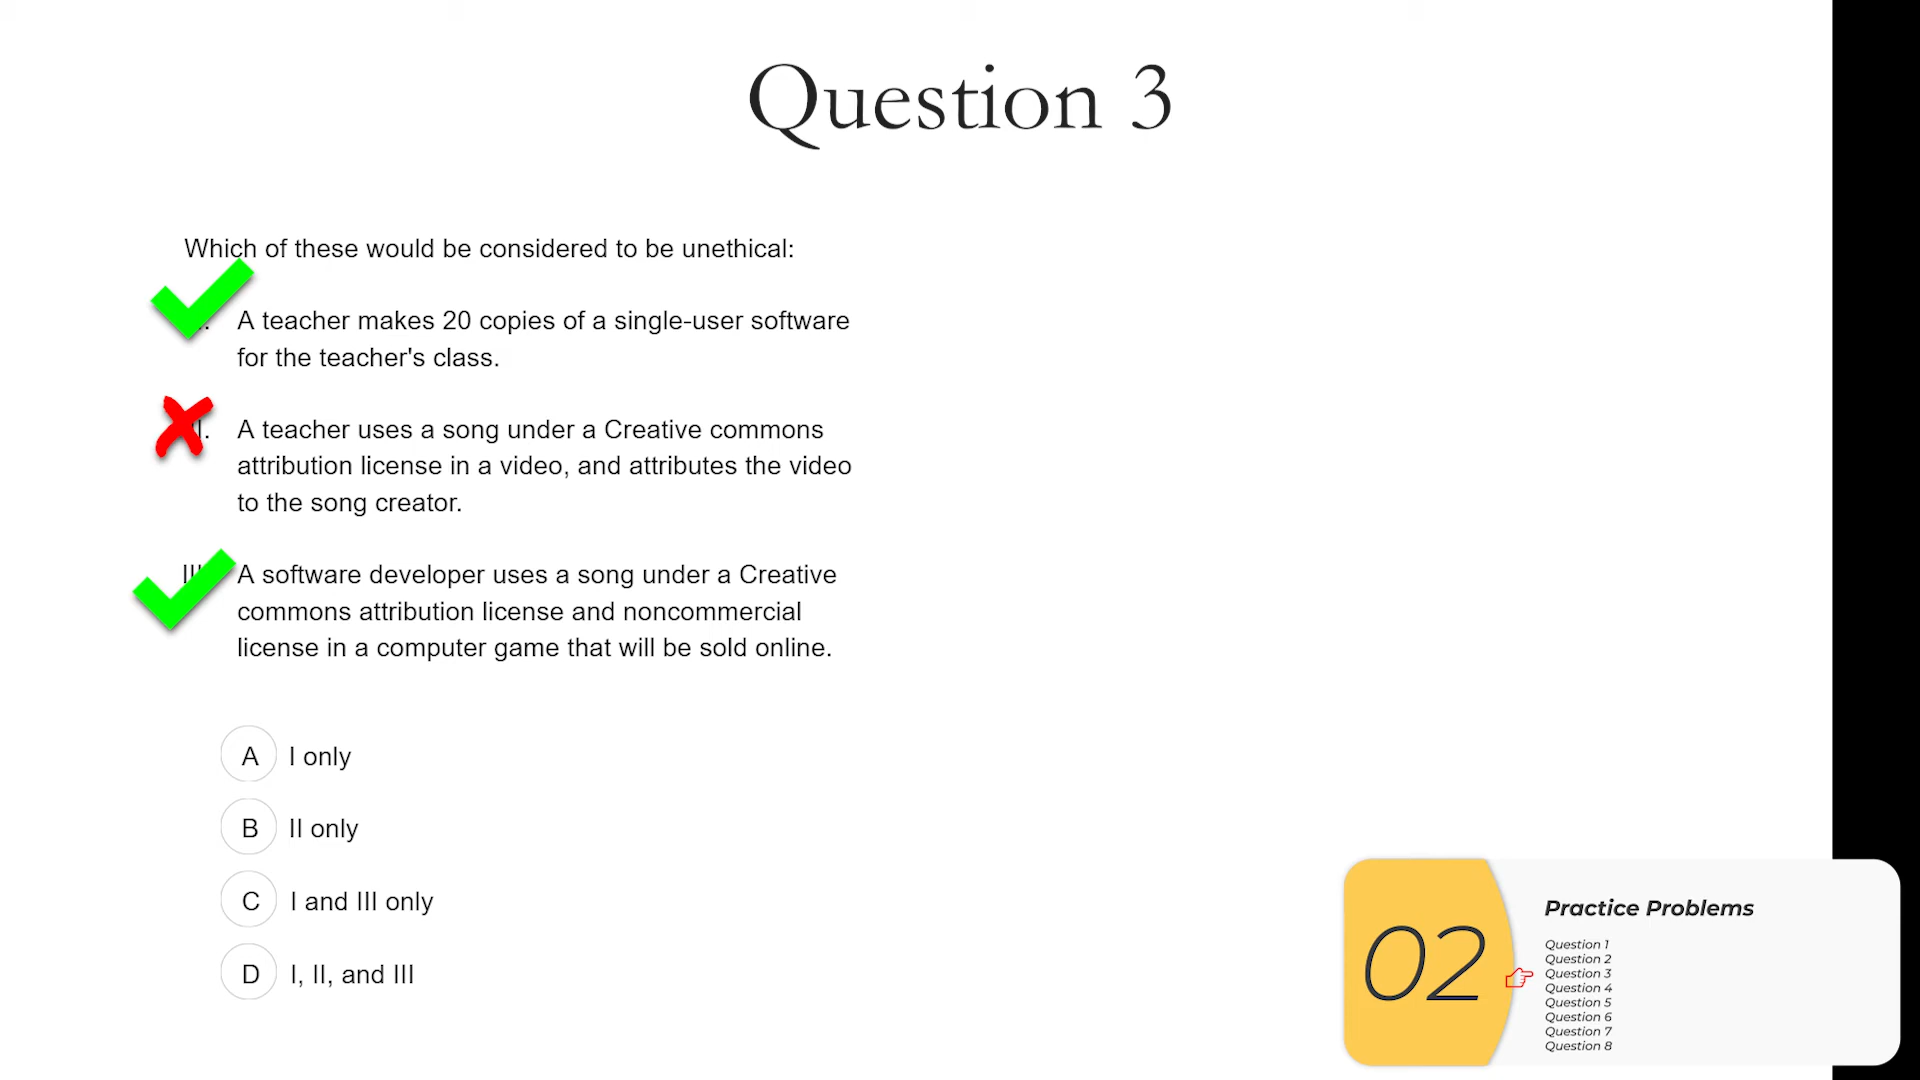 Question 3
Which of these would be considered to be unethical:
A teacher makes 20 copies of a single-user software
for the teacher's class.
A teacher uses a song under a Creative commons
attribution license in a video, and attributes the video
to the song creator.
A software developer uses a song under a Creative
commons attribution license and noncommercial
license in a computer game that will be sold online.
A I only
B II only
C I and III only
D I, II, and III
02
Practice Problems
Question 1
Question 2
Question 3
Question 4
Question 5
Question 6
Question 7
Question 8